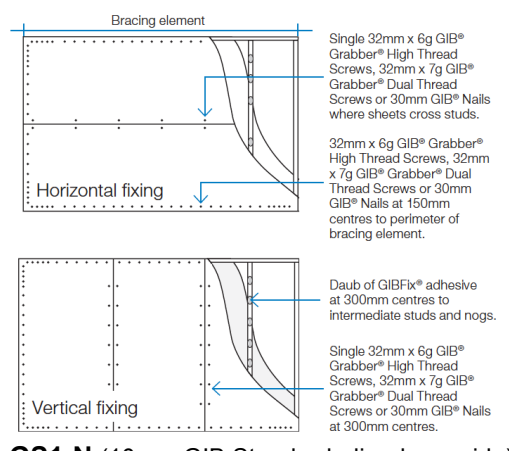 Bracing element
Single 32mm x 6g GIB®
Grabber® High Thread
Screws, 32mm x 7g GIB®
Grabber® Dual Thread
Screws or 30mm GIB® Nails
where sheets cross studs.
32mm x 6g GIB® Grabber®
High Thread Screws, 32mm
x 7g GIB® Grabber® Dual
Thread Screws or 30mm
GIB® Nails at 150mm
centres to perimeter of
bracing element.
Horizontal fixing
Daub of GIBFix® adhesive
at 300mm centres to
intermediate studs and nogs.
Single 32mm x 6g GIB®
Grabber® High Thread
Screws, 32mm x 7g GIB®
Grabber® Dual Thread
Screws or 30mm GIB® Nails
at 300mm centres.
Vertical fixing